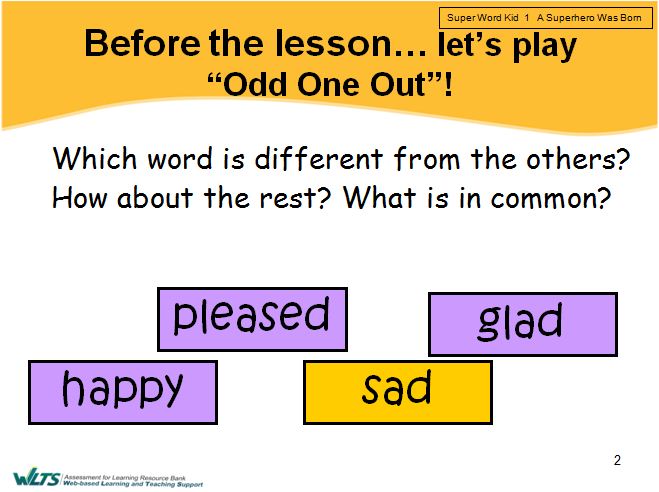 Super Word Kid 1 A Superhero Was Born
Before the lesson… let's play
“Odd One Out”!
Which word is different from the others?
How about the rest? What is in common?
pleased
glad
happy
sad
2
WLTS Assessment for Learning Resource Bank
Web-based Learning and Teaching Support